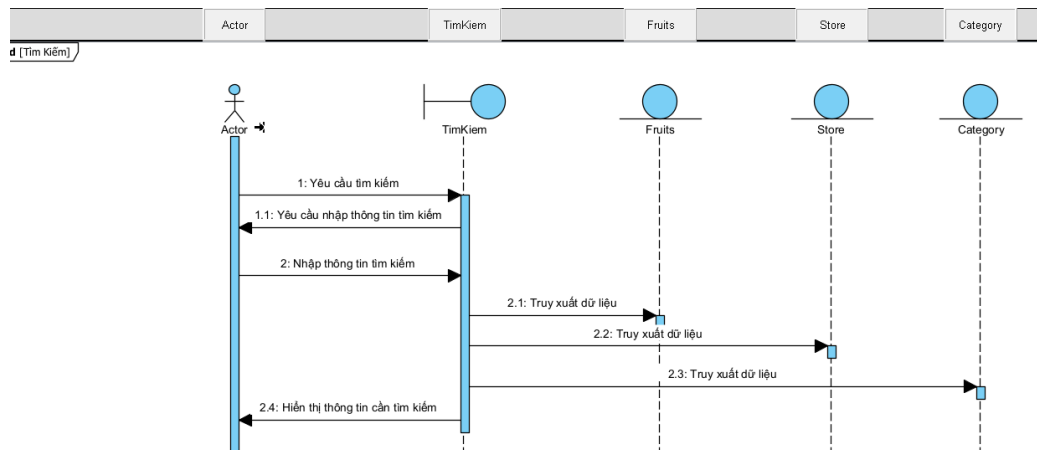 Actor TimKiem Fruits Store Category
d [Tìm Kiếm]
Actor TimKiem Fruits Store Category
1: Yêu cầu tìm kiếm
1.1: Yêu cầu nhập thông tin tìm kiếm
2: Nhập thông tin tìm kiếm
2.1: Truy xuất dữ liệu
2.2: Truy xuất dữ liệu
2.3: Truy xuất dữ liệu
2.4: Hiển thị thông tin cần tìm kiếm